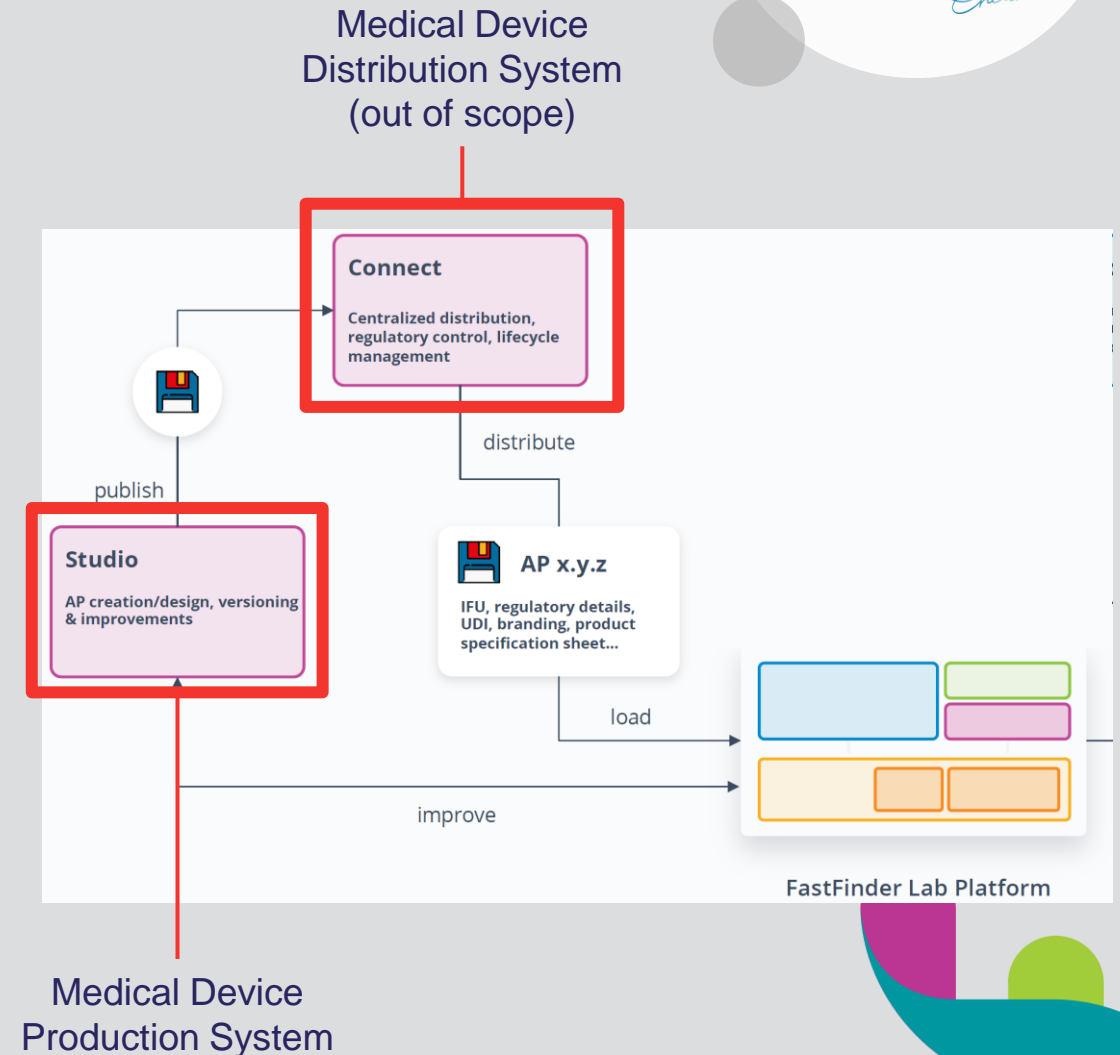 Medical Device
Distribution System
(out of scope)
Connect
Centralized distribution,
regulatory control, lifecycle
management
distribute
publish
Studio
AP creation/design, versioning
& improvements
AP x.y.z
IFU, regulatory details,
UDI, branding, product
specification sheet...
load
improve
FastFinder Lab Platform
Medical Device
Production System